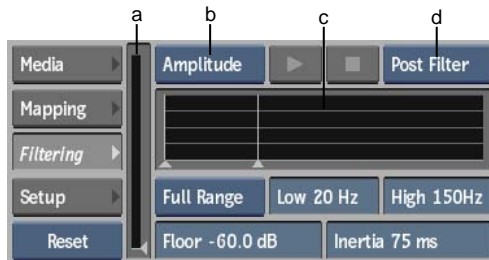 a b c d
Media Amplitude Post Filter
Mapping
Filtering
Setup Full Range Low 20 Hz High 150Hz
Reset Floor -60.0 dB Inertia 75 ms